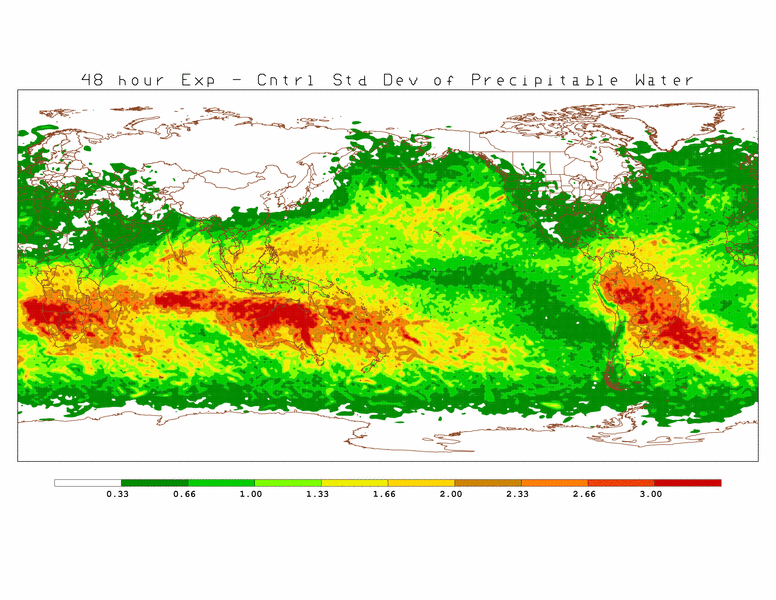 48 hour Exp - Cntrl Std Dev of Precipitable Water
0.33 0.66 1.00 1.33 1.66 2.00 2.33 2.66 3.00